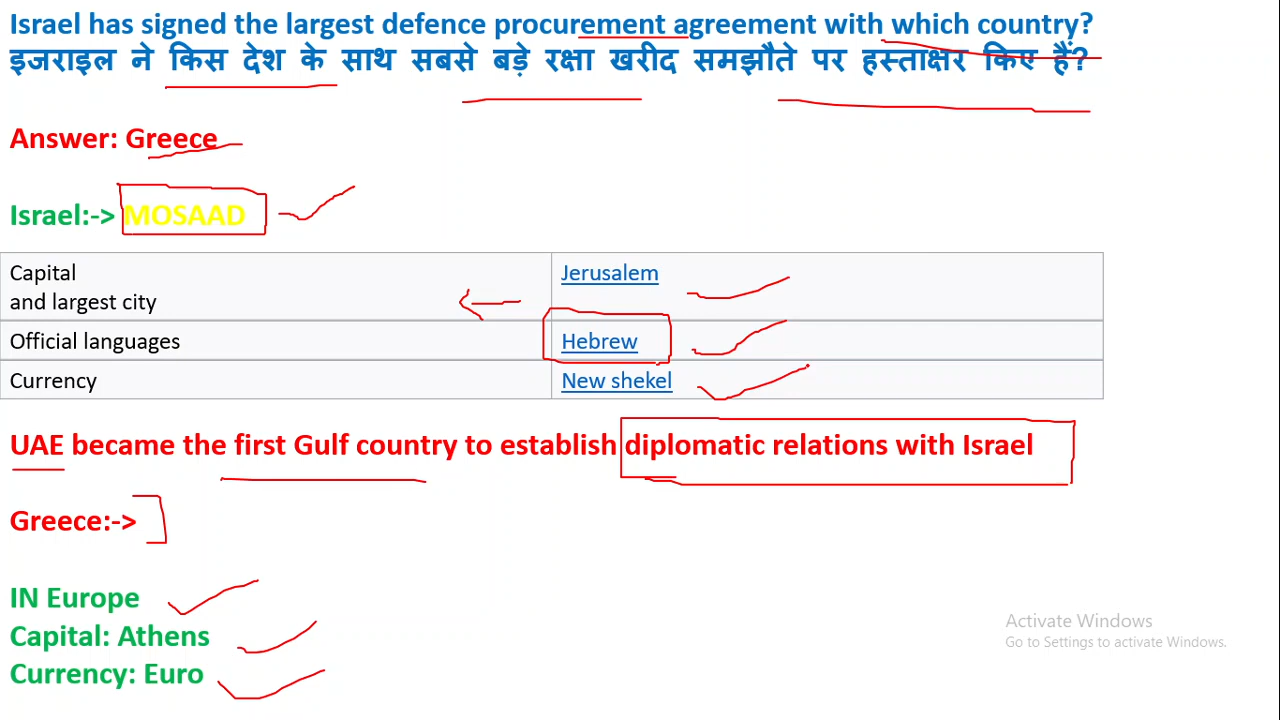 Israel has signed the largest defence procurement agreement with which country?
इजराइल ने किस देश के साथ सबसे बड़े रक्षा खरीद समझौते पर हस्ताक्षर किए हैं?
Answer: Greece
Israel:-> MOSAAD
Capital
and largest city
Jerusalem
Official languages
Hebrew
Currency
New shekel
UAE became the first Gulf country to establish diplomatic relations with Israel
Greece:->
IN Europe
Capital: Athens
Currency: Euro
Activate Windows
Go to Settings to activate Windows.